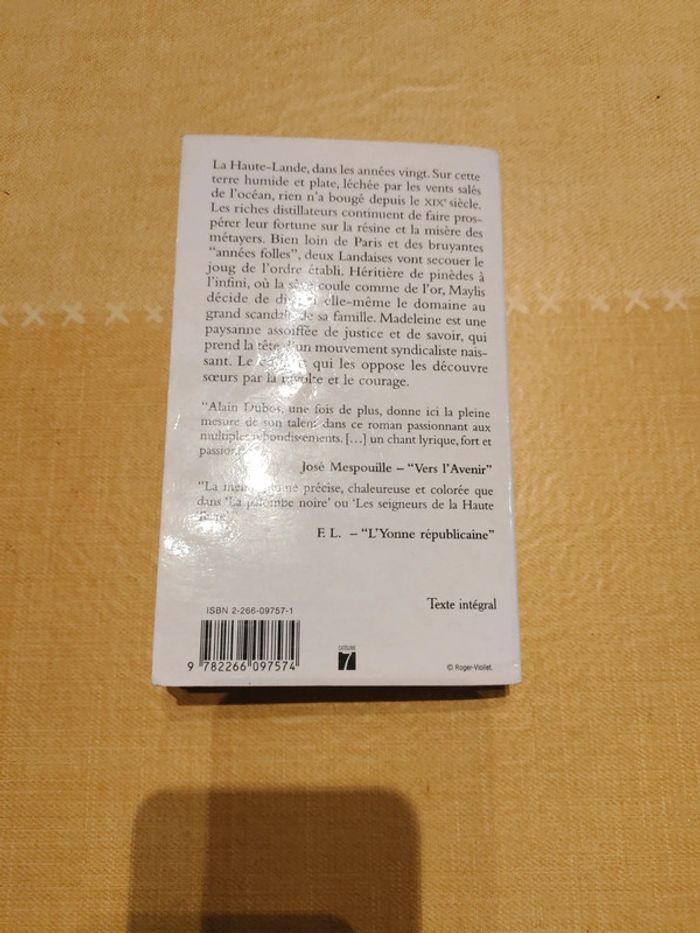 La Haute-Lande, dans les années vingt. Sur cette
terre humide et plate, léchée par les vents salés
de l'océan, rien n'a bougé depuis le XIXe siècle.
Les riches distillateurs continuent de faire pros-
pérer leur fortune sur la résine et la misère des
métayers. Bien loin de Paris et des bruyantes
"années folles", deux Landaises vont secouer le
joug de l'ordre établi. Héritière de pinèdes à
l'infini, où la sève coule comme de l'or, Maylis
décide de elle-même le domaine au
grand scandale de sa famille. Madeleine est une
paysanne assoiffée de justice et de savoir, qui
prend la tête d'un mouvement syndicaliste nais-
sant. Le qui les oppose les découvre
sœurs par la révolte et le courage.
"Alain Dubos, une fois de plus, donne ici la pleine
mesure de son talent dans ce roman passionnant aux
multiples rebondissements. […] un chant lyrique, fort et
José Mespouille – "Vers l'Avenir"
"La plume précise, chaleureuse et colorée que
dans 'La palombe noire' ou 'Les seigneurs de la Haute
F. L. – "L'Yonne républicaine"
Texte intégral
ISBN 2-266-09757-1
9 782266 097574
CATÉGORIE
7
© Roger-Viollet.